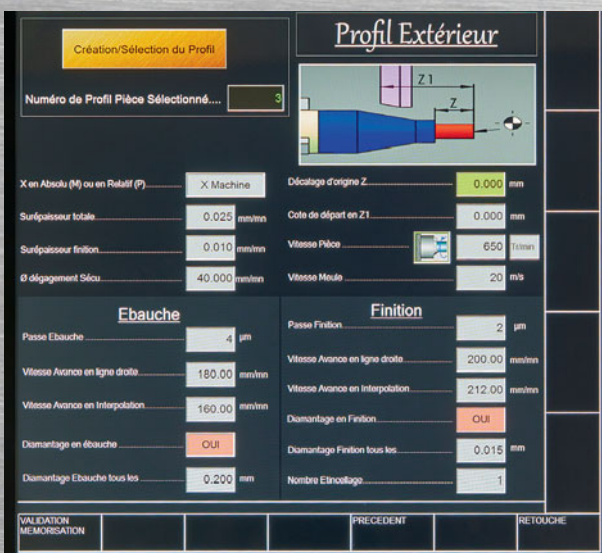 Création/Sélection du Profil
Profil Extérieur
Numéro de Profil Pièce Sélectionné.... 3
Z1
Z
X en Absolu (M) ou en Relatif (P) X Machine
Décalage d'origine Z 0.000 mm
Surépaisseur totale 0.025 mm/mn
Cote de départ en Z1 0.000 mm
Surépaisseur finition 0.010 mm/mn
Vitesse Pièce 650 Tr/min
Ø dégagement Sécu 40.000 mm/mn
Vitesse Meule 20 m/s
Ebauche
Passe Ebauche 4 µm
Vitesse Avance en ligne droite 180.00 mm/mn
Vitesse Avance en Interpolation 160.00 mm/mn
Diamantage en ébauche OUI
Diamantage Ebauche tous les 0.200 mm
Finition
Passe Finition 2 µm
Vitesse Avance en ligne droite 200.00 mm/mn
Vitesse Avance en Interpolation 212.00 mm/mn
Diamantage en Finition OUI
Diamantage Finition tous les 0.015 mm
Nombre Etincellage 1
VALIDATION
MEMORISATION
PRECEDENT
RETOUCHE